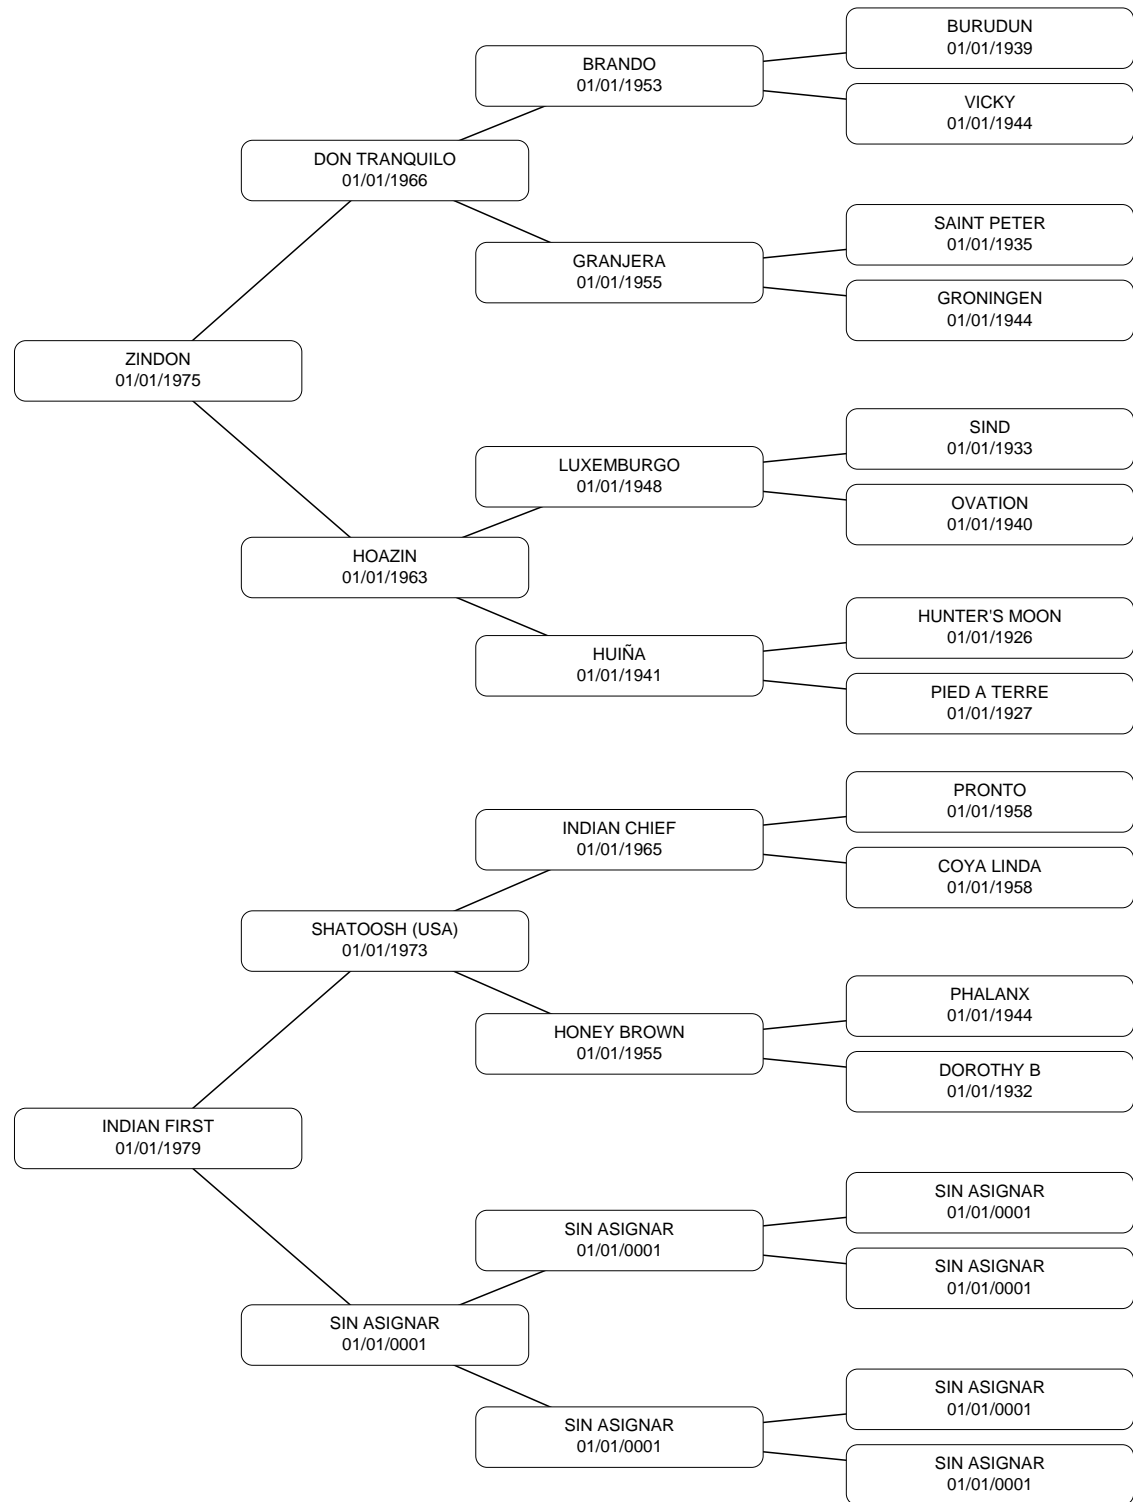 BURUDUN
01/01/1939
BRANDO
01/01/1953
VICKY
01/01/1944
DON TRANQUILO
01/01/1966
SAINT PETER
01/01/1935
GRANJERA
01/01/1955
GRONINGEN
01/01/1944
ZINDON
01/01/1975
SIND
01/01/1933
LUXEMBURGO
01/01/1948
OVATION
01/01/1940
HOAZIN
01/01/1963
HUNTER'S MOON
01/01/1926
HUIÑA
01/01/1941
PIED A TERRE
01/01/1927
PRONTO
01/01/1958
INDIAN CHIEF
01/01/1965
COYA LINDA
01/01/1958
SHATOOSH (USA)
01/01/1973
PHALANX
01/01/1944
HONEY BROWN
01/01/1955
DOROTHY B
01/01/1932
INDIAN FIRST
01/01/1979
SIN ASIGNAR
01/01/0001
SIN ASIGNAR
01/01/0001
SIN ASIGNAR
01/01/0001
SIN ASIGNAR
01/01/0001
SIN ASIGNAR
01/01/0001
SIN ASIGNAR
01/01/0001
SIN ASIGNAR
01/01/0001